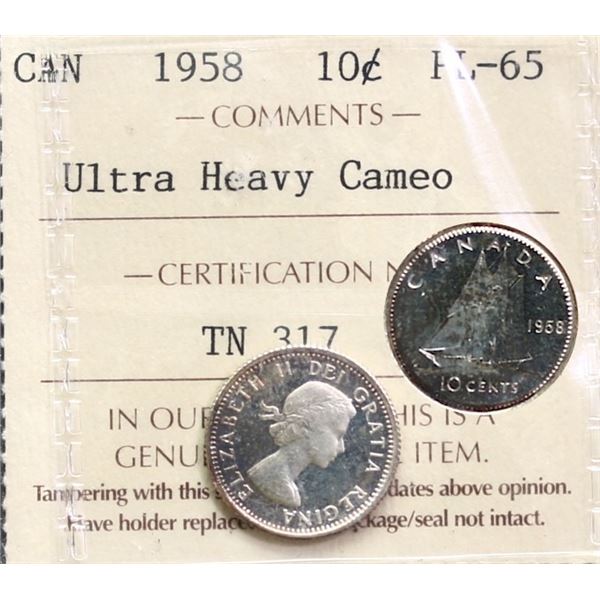 CAN 1958 10¢ PL-65
— COMMENTS —
Ultra Heavy Cameo
— CERTIFICATION N
TN 317
IN OUR HIS IS A
GENU ITEM.
Tampering with this s dates above opinion.
Have holder replace ckage/seal not intact.
CANADA
1958
10 CENTS
ELIZABETH II DEI GRATIA REGINA